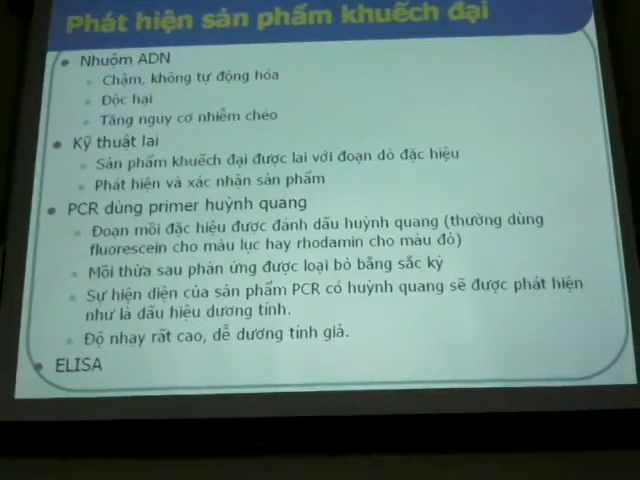 Phát hiện sản phẩm khuếch đại
Nhuộm ADN
Chậm, không tự động hóa
Độc hại
Tăng nguy cơ nhiễm chéo
Kỹ thuật lai
Sản phẩm khuếch đại được lai với đoạn dò đặc hiệu
Phát hiện và xác nhận sản phẩm
PCR dùng primer huỳnh quang
Đoạn mồi đặc hiệu được đánh dấu huỳnh quang (thường dùng
fluorescein cho màu lục hay rhodamin cho màu đỏ)
Mồi thừa sau phản ứng được loại bỏ bằng sắc ký
Sự hiện diện của sản phẩm PCR có huỳnh quang sẽ được phát hiện
như là dấu hiệu dương tính.
Độ nhạy rất cao, dễ dương tính giả.
ELISA